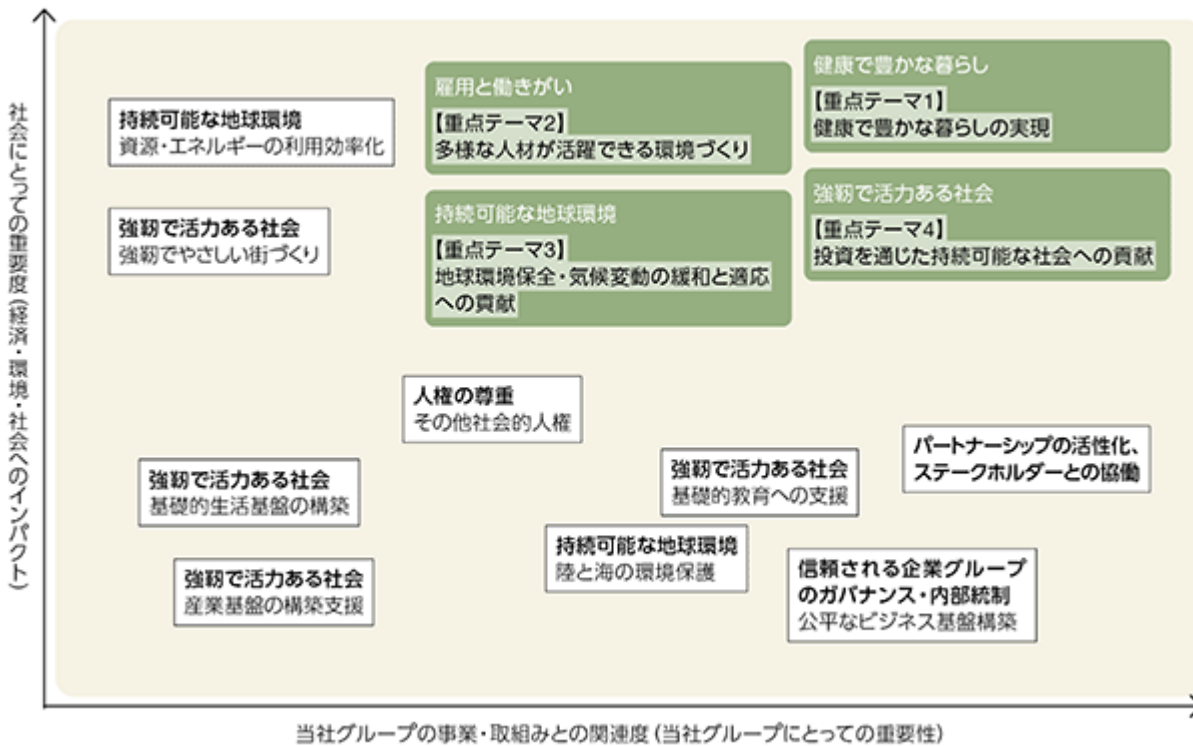 社会にとっての重要度(経済・環境・社会へのインパクト)
持続可能な地球環境
資源・エネルギーの利用効率化
強靭で活力ある社会
強靭でやさしい街づくり
雇用と働きがい
【重点テーマ2】
多様な人材が活躍できる環境づくり
健康で豊かな暮らし
【重点テーマ1】
健康で豊かな暮らしの実現
持続可能な地球環境
【重点テーマ3】
地球環境保全・気候変動の緩和と適応
への貢献
強靭で活力ある社会
【重点テーマ4】
投資を通じた持続可能な社会への貢献
人権の尊重
その他社会的人権
パートナーシップの活性化、
ステークホルダーとの協働
強靭で活力ある社会
基礎的生活基盤の構築
強靭で活力ある社会
基礎的教育への支援
持続可能な地球環境
陸と海の環境保護
信頼される企業グループ
のガバナンス・内部統制
公平なビジネス基盤構築
強靭で活力ある社会
産業基盤の構築支援
当社グループの事業・取組みとの関連度(当社グループにとっての重要性)